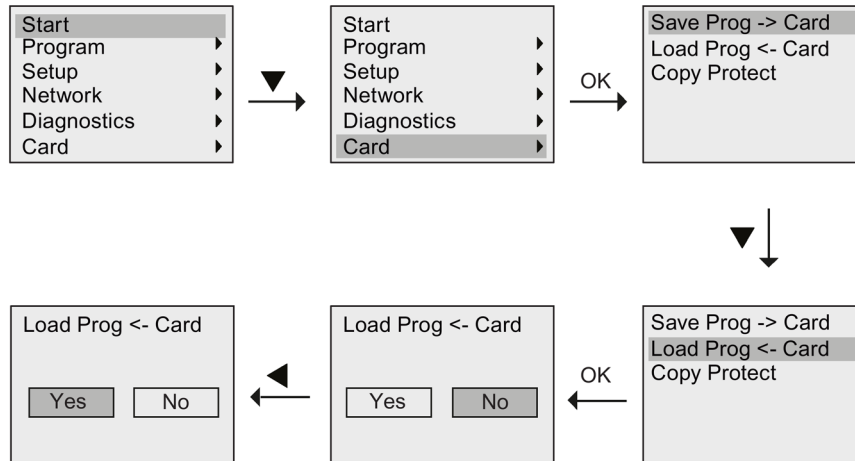 Start
Program
Setup
Network
Diagnostics
Card
Start
Program
Setup
Network
Diagnostics
Card
OK
Save Prog -> Card
Load Prog <- Card
Copy Protect
Save Prog -> Card
Load Prog <- Card
Copy Protect
OK
Load Prog <- Card
Yes No
Load Prog <- Card
Yes No